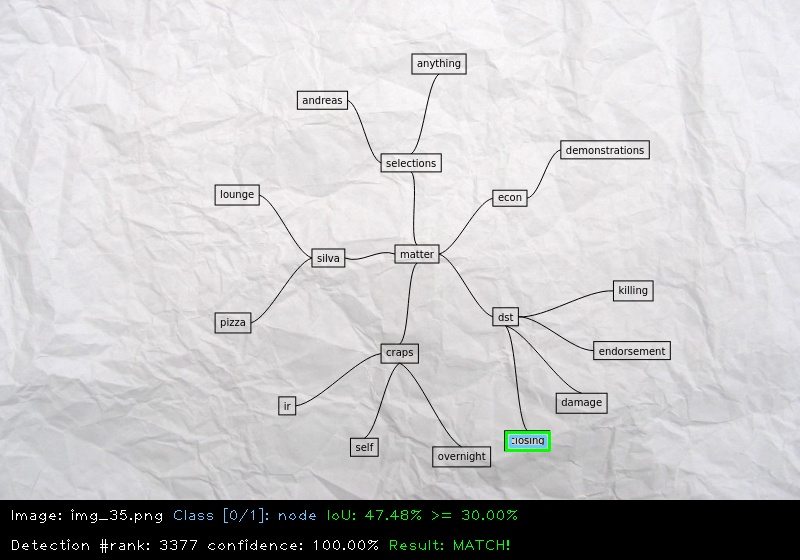 anything
andreas
demonstrations
selections
lounge
econ
matter
silva
killing
pizza
dst
endorsement
craps
damage
ir
closing
self
overnight
Image: img_35.png Class [0/1]: node IoU: 47.48% >= 30.00%
Detection #rank: 3377 confidence: 100.00% Result: MATCH!